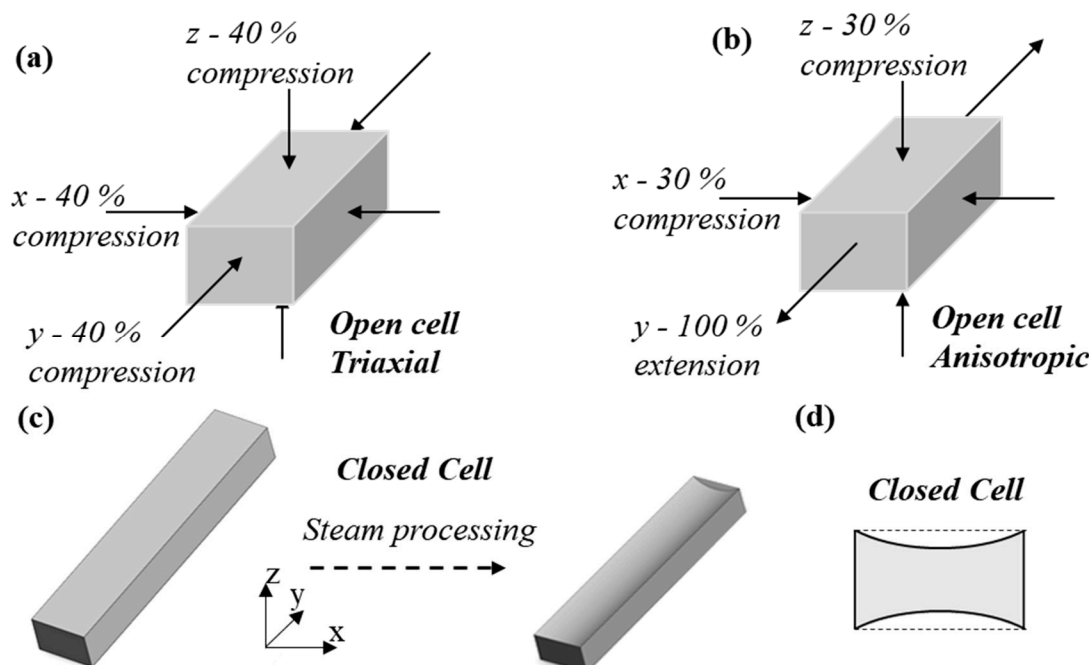 (a)
z - 40 %
compression
x - 40 %
compression
y - 40 %
compression
Open cell
Triaxial
(b)
z - 30 %
compression
x - 30 %
compression
y - 100 %
extension
Open cell
Anisotropic
(c)
Closed Cell
Steam processing
z
y
x
(d)
Closed Cell